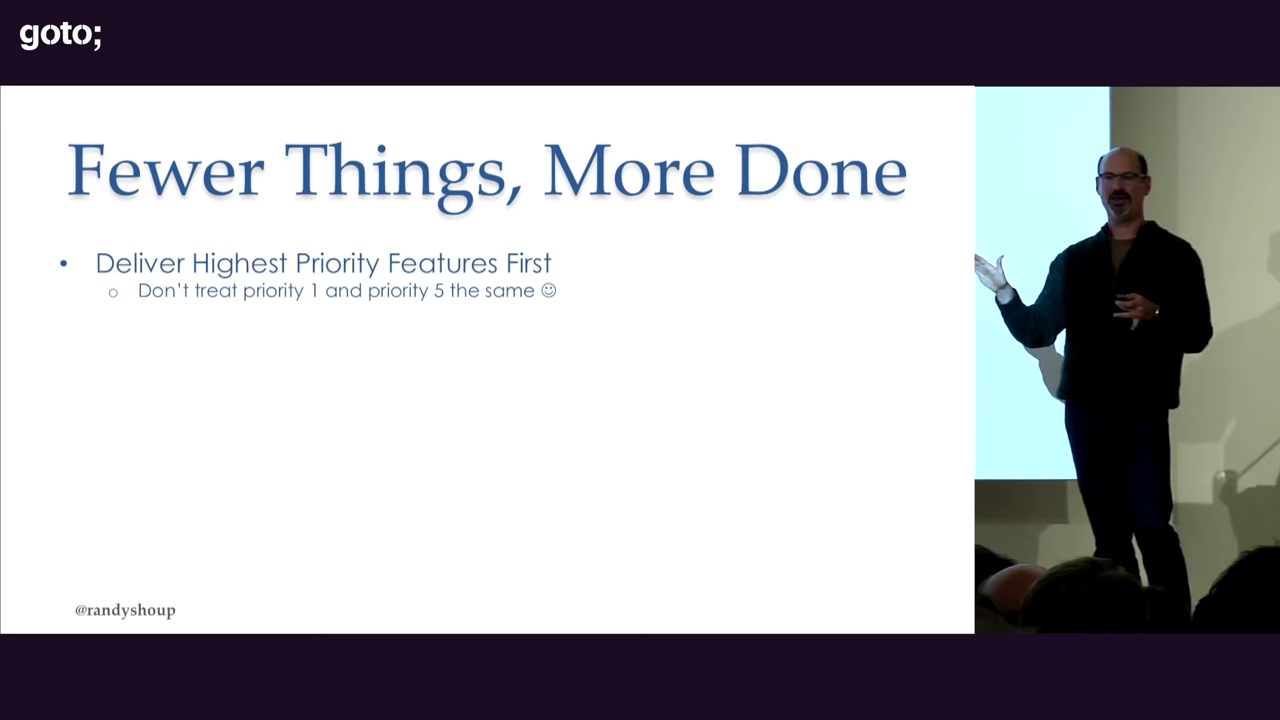 goto;
Fewer Things, More Done
• Deliver Highest Priority Features First
○ Don't treat priority 1 and priority 5 the same ☺
@randyshoup